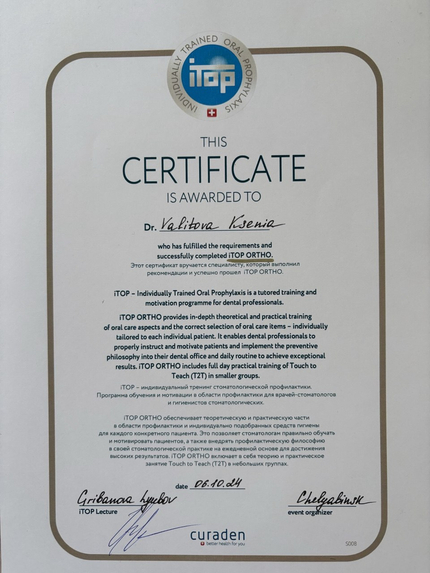 INDIVIDUALLY TRAINED ORAL PROPHYLAXIS
iTop
THIS
CERTIFICATE
IS AWARDED TO
Dr. Valitova Ksenia
who has fulfilled the requirements and
successfully completed iTOP ORTHO.
Этот сертификат вручается специалисту, который выполнил
рекомендации и успешно прошел iTOP ORTHO.
iTOP – Individually Trained Oral Prophylaxis is a tutored training and
motivation programme for dental professionals.
iTOP ORTHO provides in-depth theoretical and practical training
of oral care aspects and the correct selection of oral care items – individually
tailored to each individual patient. It enables dental professionals to
properly instruct and motivate patients and implement the preventive
philosophy into their dental office and daily routine to achieve exceptional
results. iTOP ORTHO includes full day practical training of Touch to
Teach (T2T) in smaller groups.
iTOP – индивидуальный тренинг стоматологической профилактики.
Программа обучения и мотивации в области профилактики для врачей-стоматологов
и гигиенистов стоматологических.
iTOP ORTHO обеспечивает теоретическую и практическую части
в области профилактики и индивидуально подобранных средств гигиены
для каждого конкретного пациента. Это позволяет стоматологам правильно обучать
и мотивировать пациентов, а также внедрять профилактическую философию
в своей стоматологической практике на ежедневной основе для достижения
высоких результатов. iTOP ORTHO включает в себя теорию и практическое
занятие Touch to Teach (T2T) в небольших группах.
date 06.10.24
Gribanova Lyubov
iTOP Lecture
Chelyabinsk
event organizer
curaden
better health for you
SD08